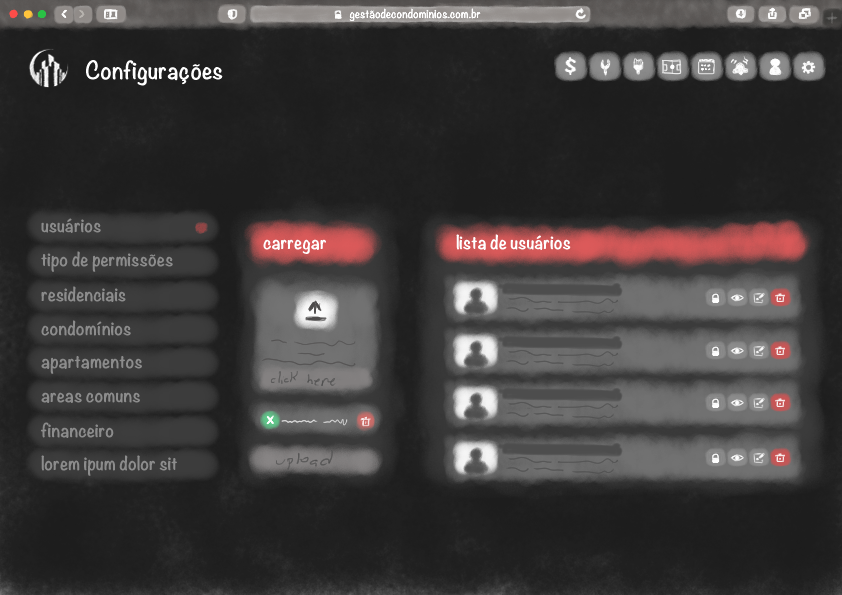 gestãodecondomínios.com.br
Configurações
usuários
tipo de permissões
residenciais
condomínios
apartamentos
areas comuns
financeiro
lorem ipum dolor sit
carregar
click here
X
upload
lista de usuários